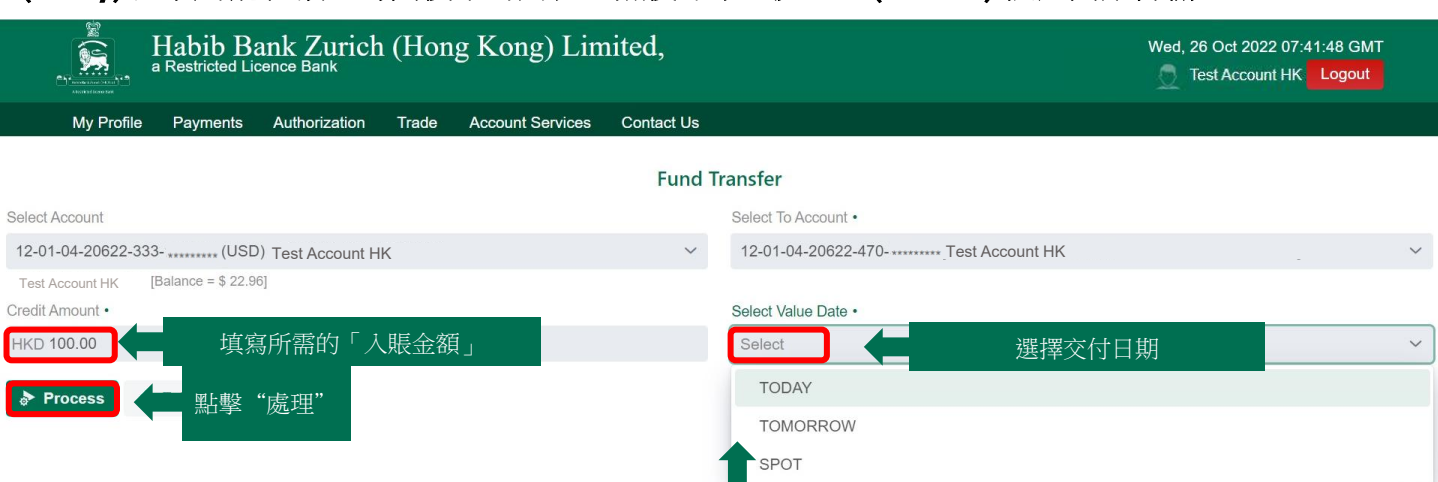 Habib Bank Zurich (Hong Kong) Limited,
a Restricted Licence Bank
Wed, 26 Oct 2022 07:41:48 GMT
Test Account HK Logout
My Profile Payments Authorization Trade Account Services Contact Us
Fund Transfer
Select Account
Select To Account •
12-01-04-20622-333- ********* (USD) Test Account HK
12-01-04-20622-470- ********* Test Account HK
Test Account HK [Balance = $ 22.96]
Credit Amount •
Select Value Date •
HKD 100.00
填寫所需的「入賬金額」
Select
選擇交付日期
Process
點擊“處理”
TODAY
TOMORROW
SPOT